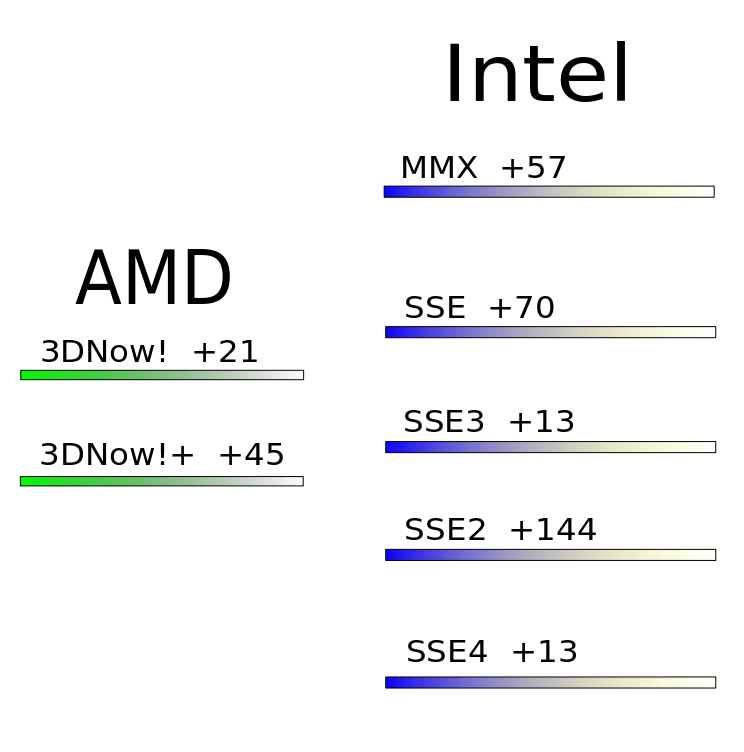 Intel
MMX +57
SSE +70
SSE3 +13
SSE2 +144
SSE4 +13
AMD
3DNow! +21
3DNow!+ +45